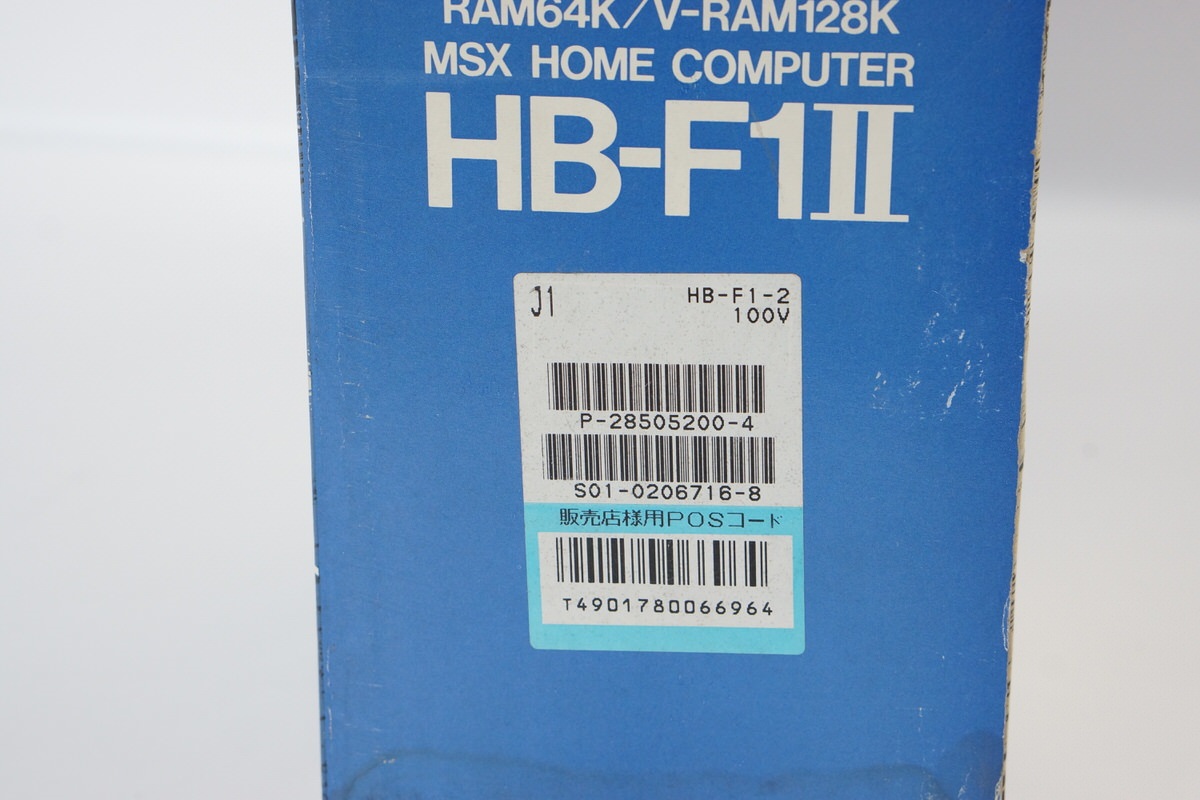 RAM64K/V-RAM128K
MSX HOME COMPUTER
HB-F1II
J1
HB-F1-2
100V
P-28505200-4
S01-0206716-8
販売店様用POSコード
T4901780066964